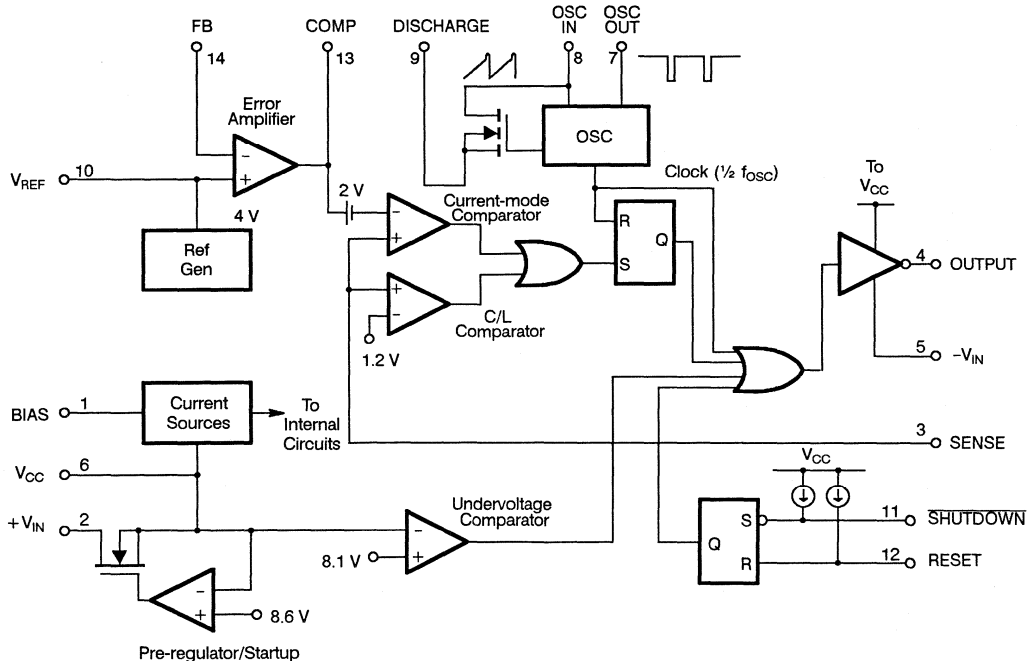 FB
14
COMP
13
DISCHARGE
9
OSC
IN
8
OSC
OUT
7
Error
Amplifier
-
+
OSC
VREF
10
4 V
Ref
Gen
2 V
Current-mode
Comparator
-
+
Clock (½ fOSC)
R
Q
S
To
VCC
4
OUTPUT
+
-
C/L
Comparator
1.2 V
5
-VIN
BIAS
1
Current
Sources
To
Internal
Circuits
3
SENSE
VCC
6
+VIN
2
Undervoltage
Comparator
-
+
8.1 V
-
+
8.6 V
Pre-regulator/Startup
VCC
S
Q
R
11
SHUTDOWN
12
RESET